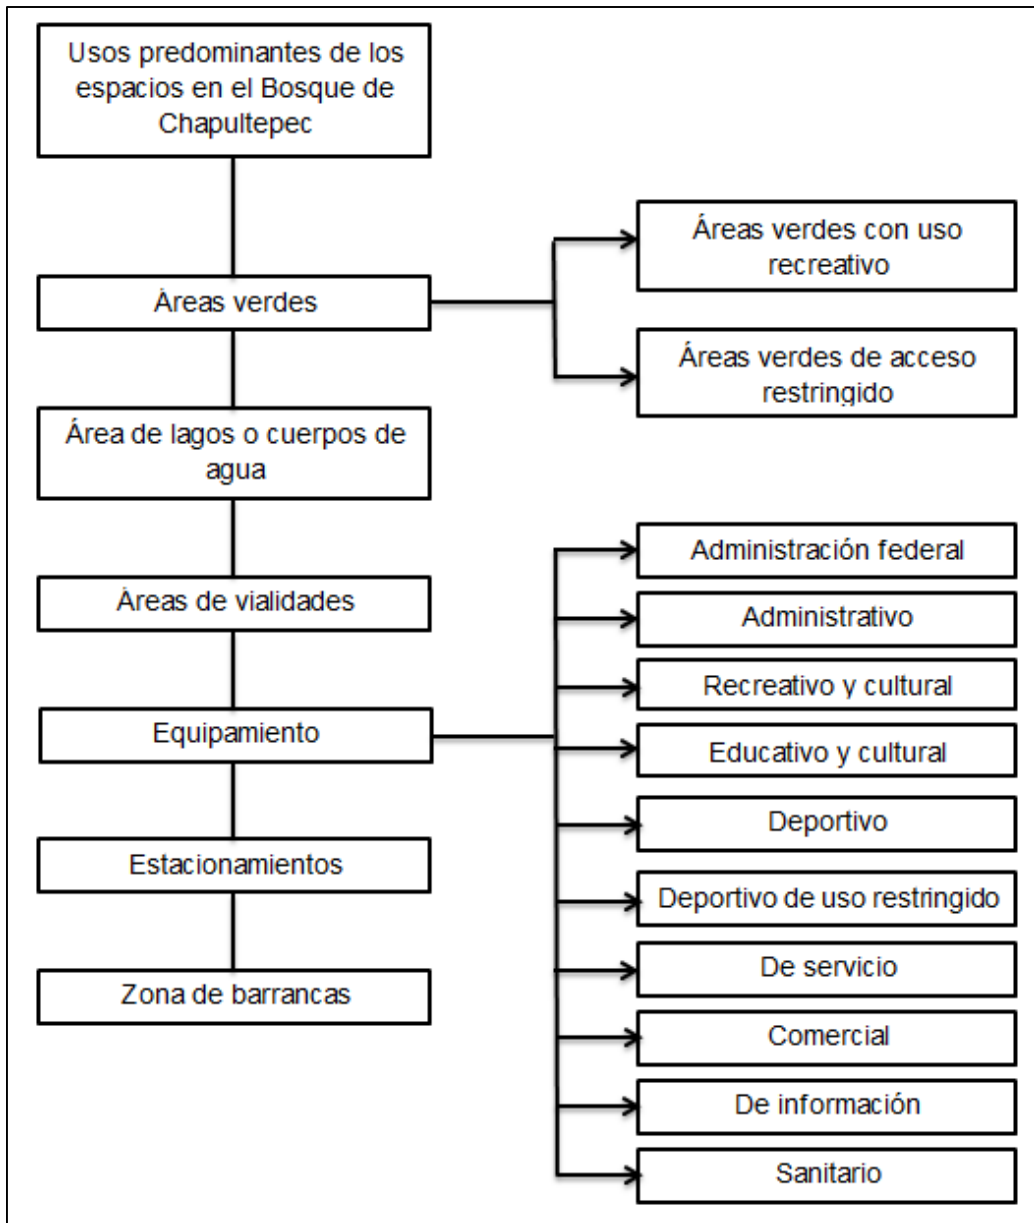 Usos predominantes de los
espacios en el Bosque de
Chapultepec
Áreas verdes
Áreas verdes con uso
recreativo
Áreas verdes de acceso
restringido
Área de lagos o cuerpos de
agua
Áreas de vialidades
Equipamiento
Administración federal
Administrativo
Recreativo y cultural
Educativo y cultural
Deportivo
Deportivo de uso restringido
De servicio
Comercial
De información
Sanitario
Estacionamientos
Zona de barrancas